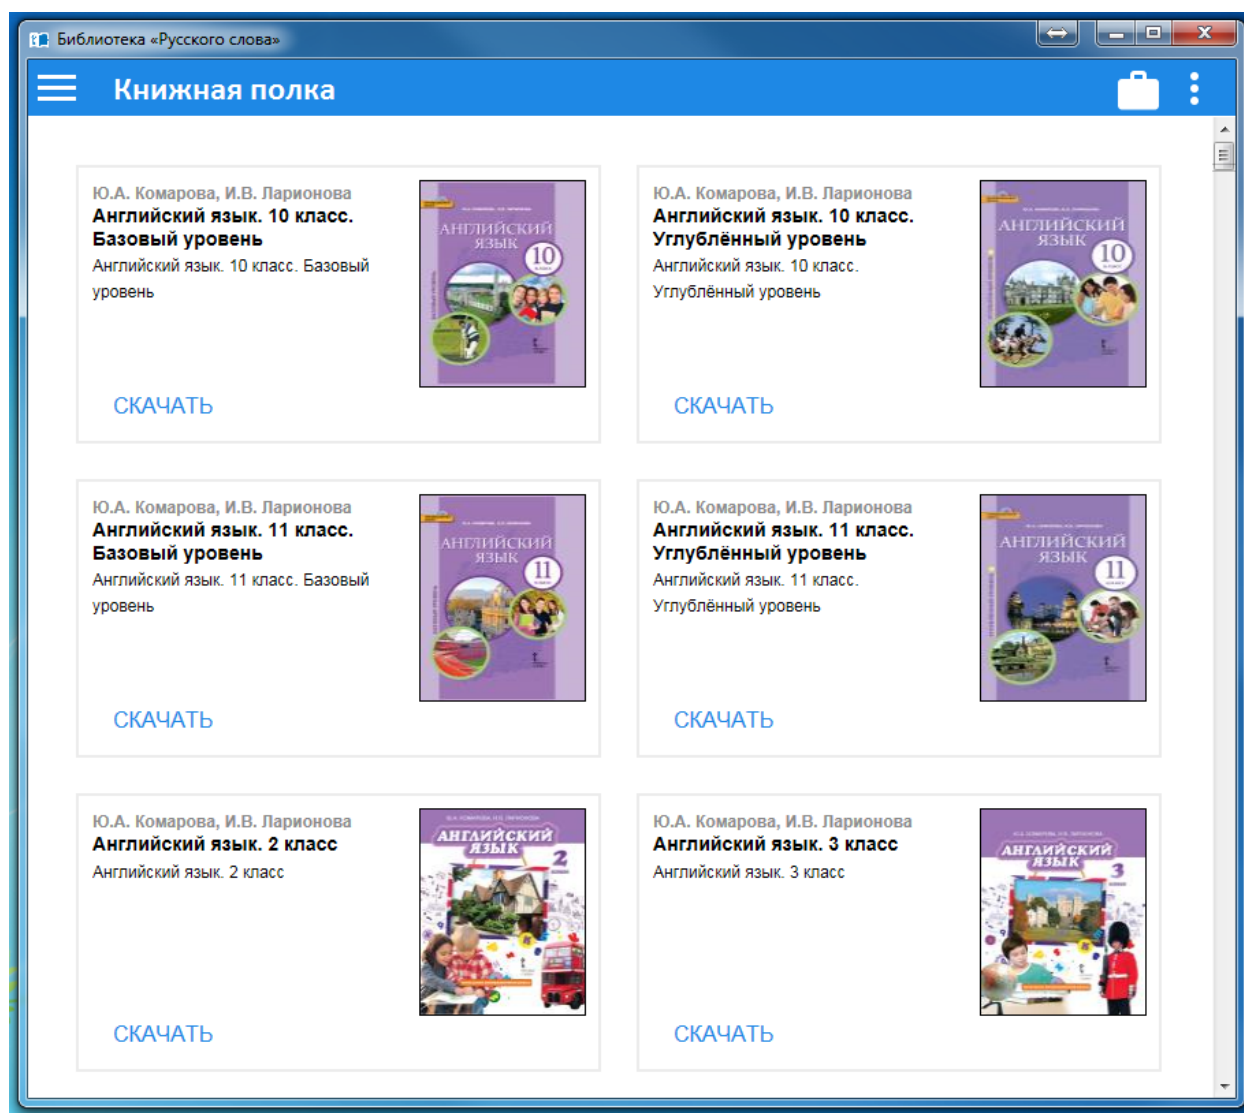 Библиотека «Русского слова»
Книжная полка
Ю.А. Комарова, И.В. Ларионова
Английский язык. 10 класс.
Базовый уровень
Английский язык. 10 класс. Базовый
уровень
АНГЛИЙСКИЙ
ЯЗЫК
10
СКАЧАТЬ
Ю.А. Комарова, И.В. Ларионова
Английский язык. 10 класс.
Углублённый уровень
Английский язык. 10 класс.
Углублённый уровень
АНГЛИЙСКИЙ
ЯЗЫК
10
СКАЧАТЬ
Ю.А. Комарова, И.В. Ларионова
Английский язык. 11 класс.
Базовый уровень
Английский язык. 11 класс. Базовый
уровень
АНГЛИЙСКИЙ
ЯЗЫК
11
СКАЧАТЬ
Ю.А. Комарова, И.В. Ларионова
Английский язык. 11 класс.
Углублённый уровень
Английский язык. 11 класс.
Углублённый уровень
АНГЛИЙСКИЙ
ЯЗЫК
11
СКАЧАТЬ
Ю.А. Комарова, И.В. Ларионова
Английский язык. 2 класс
Английский язык. 2 класс
АНГЛИЙСКИЙ
ЯЗЫК
2
СКАЧАТЬ
Ю.А. Комарова, И.В. Ларионова
Английский язык. 3 класс
Английский язык. 3 класс
АНГЛИЙСКИЙ
ЯЗЫК
3
СКАЧАТЬ